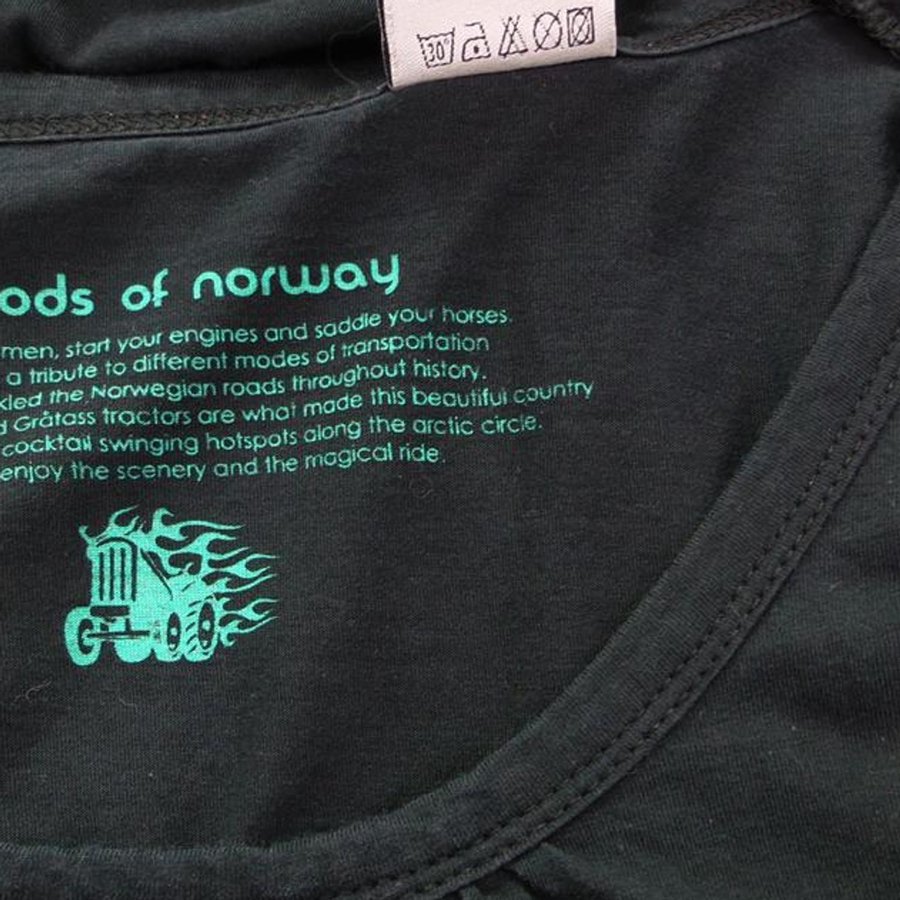 30°
ods of norway
men, start your engines and saddle your horses.
a tribute to different modes of transportation
kled the Norwegian roads throughout history.
d Gråtass tractors are what made this beautiful country
cocktail swinging hotspots along the arctic circle.
enjoy the scenery and the magical ride.